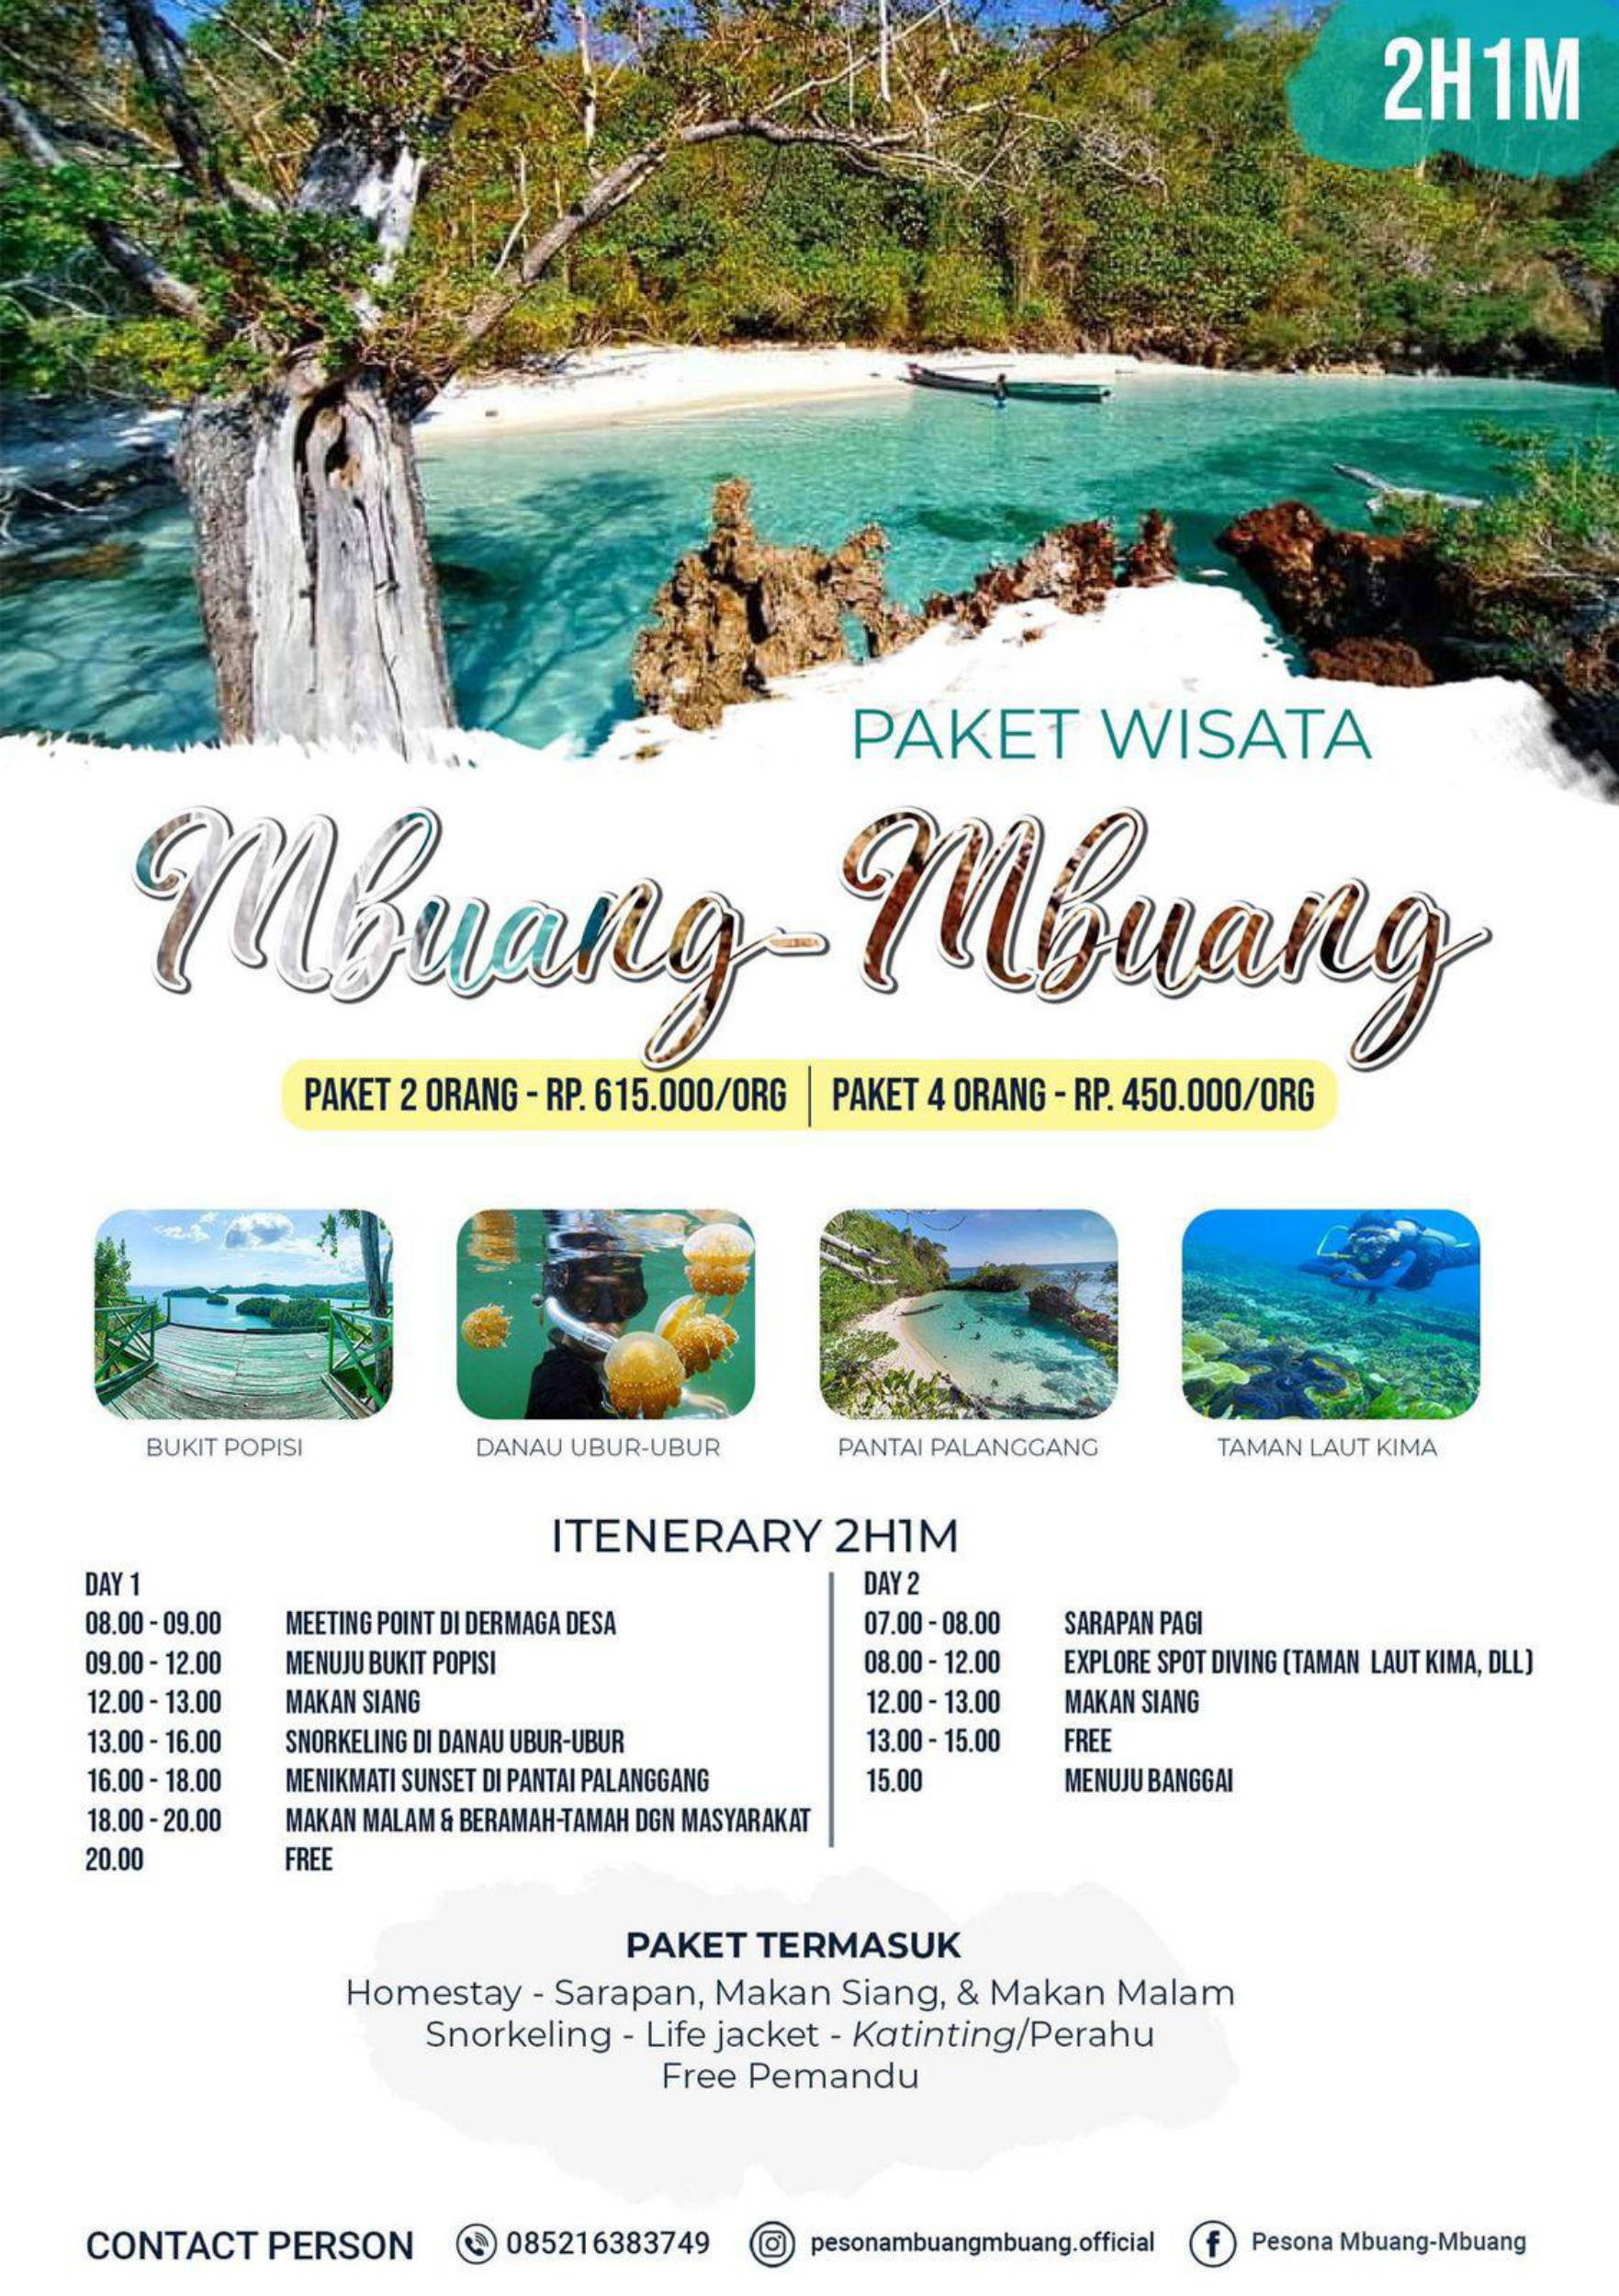 2H1M
PAKET WISATA
Mbuang-Mbuang
PAKET 2 ORANG - RP. 615.000/ORG | PAKET 4 ORANG - RP. 450.000/ORG
BUKIT POPISI
DANAU UBUR-UBUR
PANTAI PALANGGANG
TAMAN LAUT KIMA
ITENERARY 2H1M
DAY 1
08.00 - 09.00 MEETING POINT DI DERMAGA DESA
09.00 - 12.00 MENUJU BUKIT POPISI
12.00 - 13.00 MAKAN SIANG
13.00 - 16.00 SNORKELING DI DANAU UBUR-UBUR
16.00 - 18.00 MENIKMATI SUNSET DI PANTAI PALANGGANG
18.00 - 20.00 MAKAN MALAM & BERAMAH-TAMAH DGN MASYARAKAT
20.00 FREE
DAY 2
07.00 - 08.00 SARAPAN PAGI
08.00 - 12.00 EXPLORE SPOT DIVING (TAMAN LAUT KIMA, DLL)
12.00 - 13.00 MAKAN SIANG
13.00 - 15.00 FREE
15.00 MENUJU BANGGAI
PAKET TERMASUK
Homestay - Sarapan, Makan Siang, & Makan Malam
Snorkeling - Life jacket - Katinting/Perahu
Free Pemandu
CONTACT PERSON 085216383749 pesonambuangmbuang.official Pesona Mbuang-Mbuang